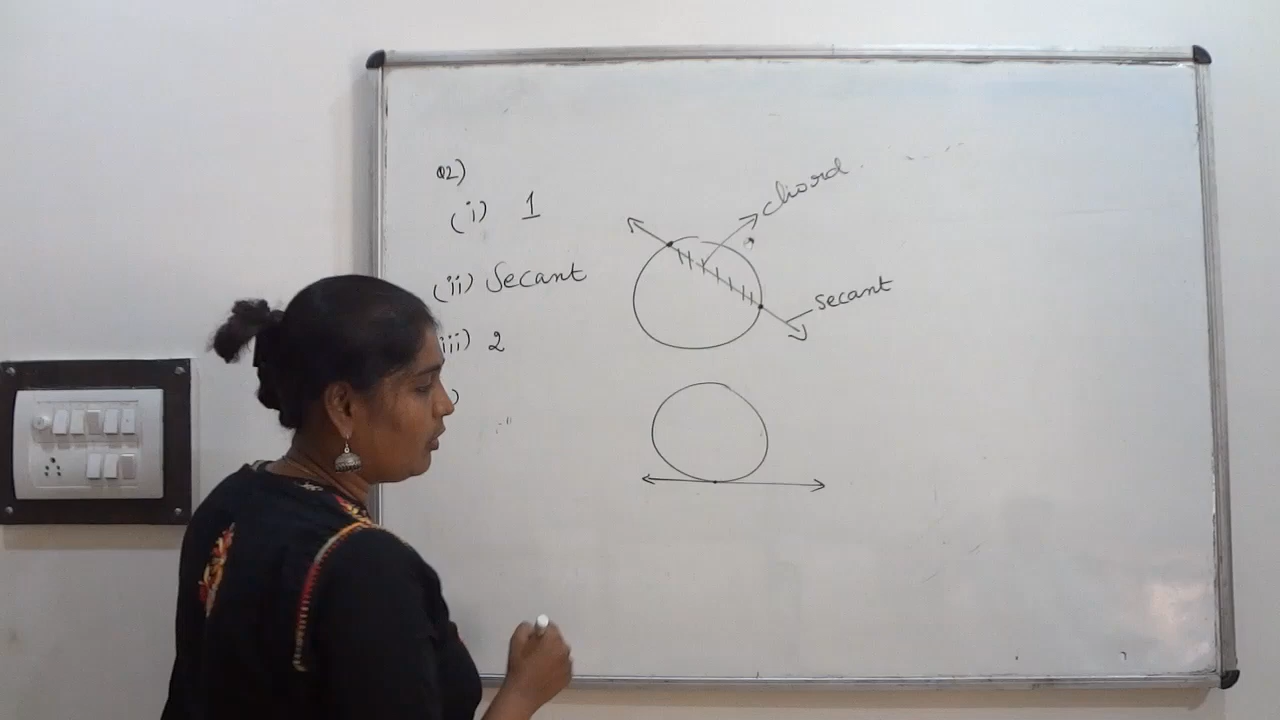 Q2)
(i) 1
(ii) Secant
iii) 2
)
chord
secant